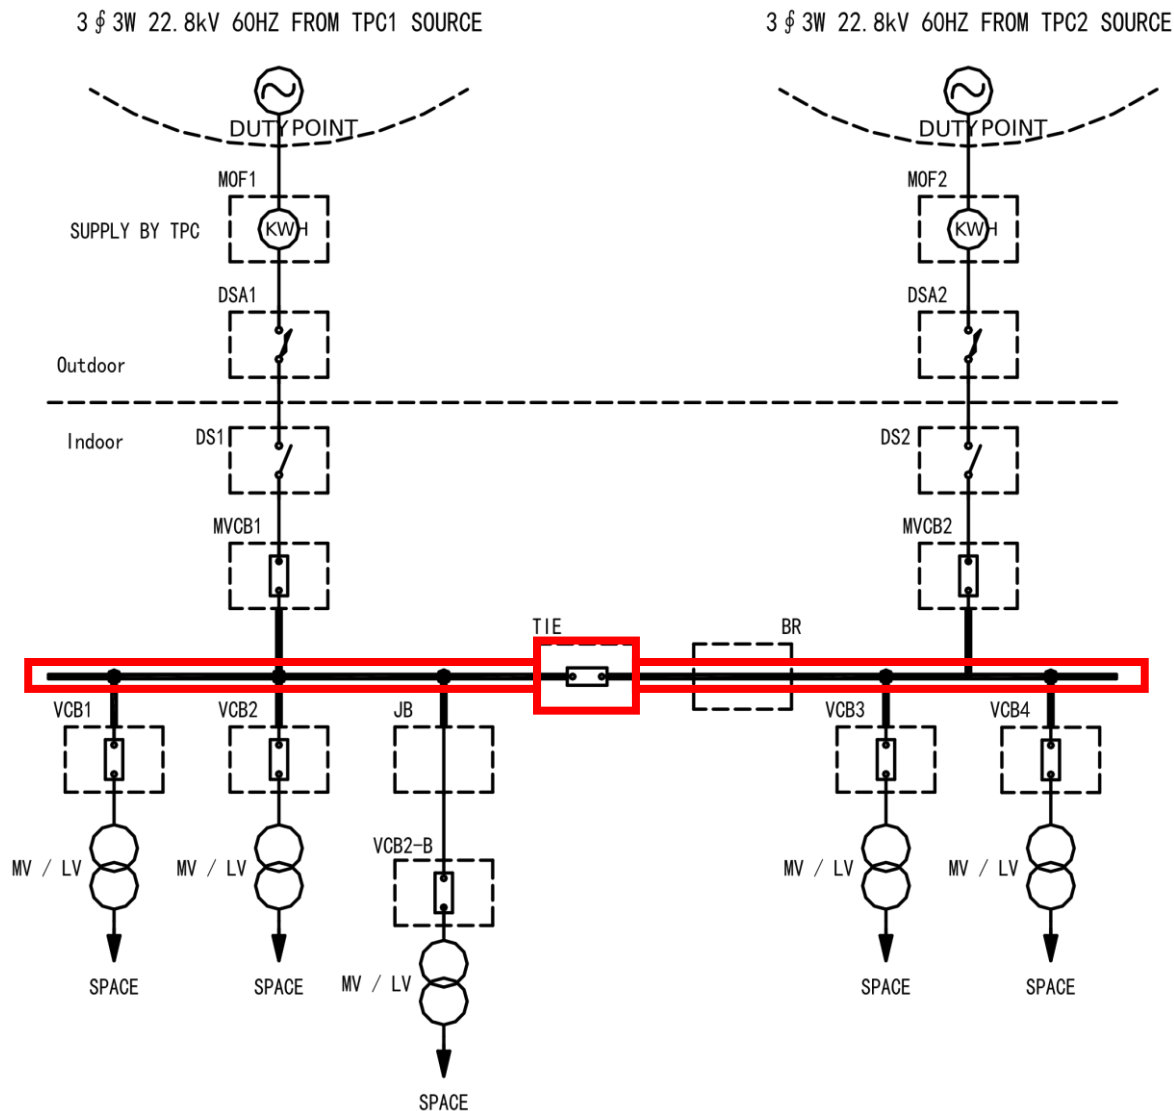 3∮3W 22.8kV 60HZ FROM TPC1 SOURCE
3∮3W 22.8kV 60HZ FROM TPC2 SOURCE
DUTY POINT
DUTY POINT
MOF1
MOF2
SUPPLY BY TPC
KWH
KWH
DSA1
DSA2
Outdoor
Indoor
DS1
DS2
MVCB1
MVCB2
TIE
BR
VCB1
VCB2
JB
VCB3
VCB4
VCB2-B
MV / LV
MV / LV
MV / LV
MV / LV
MV / LV
SPACE
SPACE
SPACE
SPACE
SPACE